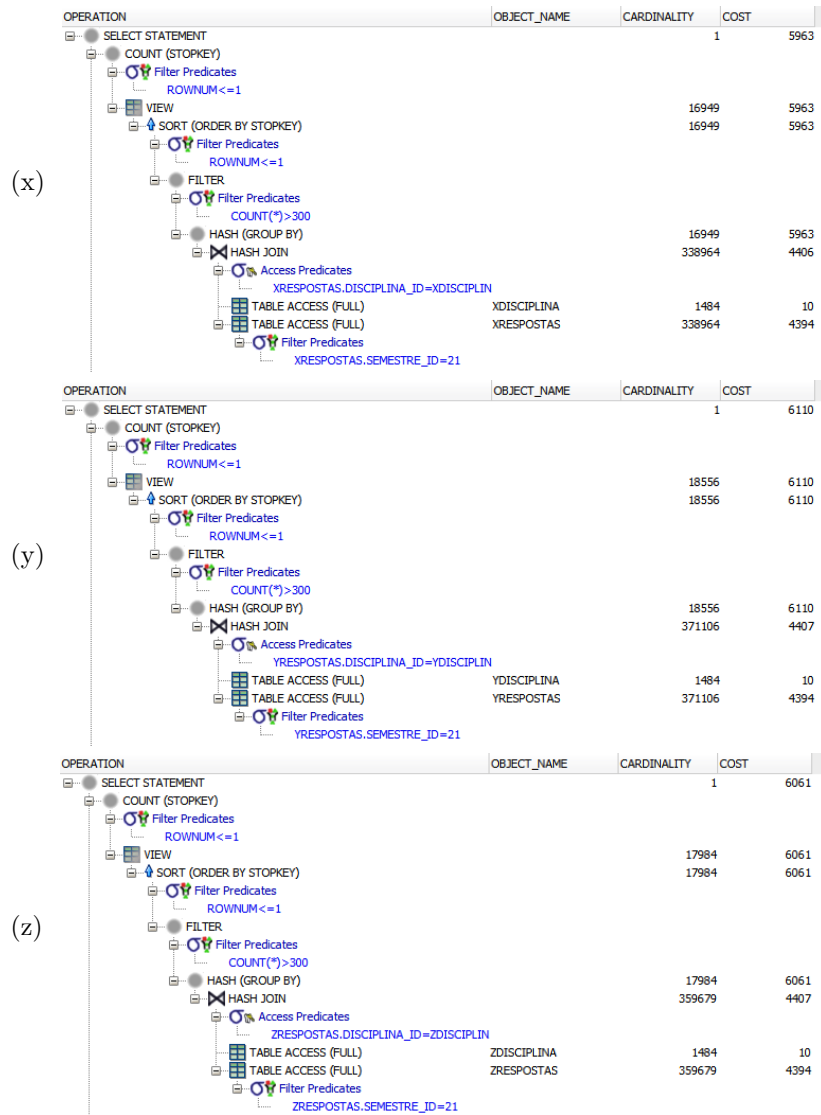 OPERATION OBJECT_NAME CARDINALITY COST
SELECT STATEMENT 1 5963
COUNT (STOPKEY)
Filter Predicates
ROWNUM<=1
VIEW 16949 5963
SORT (ORDER BY STOPKEY) 16949 5963
Filter Predicates
ROWNUM<=1
(x)
FILTER
Filter Predicates
COUNT(*)>300
HASH (GROUP BY) 16949 5963
HASH JOIN 338964 4406
Access Predicates
XRESPOSTAS.DISCIPLINA_ID=XDISCIPLIN
TABLE ACCESS (FULL) XDISCIPLINA 1484 10
TABLE ACCESS (FULL) XRESPOSTAS 338964 4394
Filter Predicates
XRESPOSTAS.SEMESTRE_ID=21
OPERATION OBJECT_NAME CARDINALITY COST
SELECT STATEMENT 1 6110
COUNT (STOPKEY)
Filter Predicates
ROWNUM<=1
VIEW 18556 6110
SORT (ORDER BY STOPKEY) 18556 6110
Filter Predicates
ROWNUM<=1
(y)
FILTER
Filter Predicates
COUNT(*)>300
HASH (GROUP BY) 18556 6110
HASH JOIN 371106 4407
Access Predicates
YRESPOSTAS.DISCIPLINA_ID=YDISCIPLIN
TABLE ACCESS (FULL) YDISCIPLINA 1484 10
TABLE ACCESS (FULL) YRESPOSTAS 371106 4394
Filter Predicates
YRESPOSTAS.SEMESTRE_ID=21
OPERATION OBJECT_NAME CARDINALITY COST
SELECT STATEMENT 1 6061
COUNT (STOPKEY)
Filter Predicates
ROWNUM<=1
VIEW 17984 6061
SORT (ORDER BY STOPKEY) 17984 6061
Filter Predicates
ROWNUM<=1
(z)
FILTER
Filter Predicates
COUNT(*)>300
HASH (GROUP BY) 17984 6061
HASH JOIN 359679 4407
Access Predicates
ZRESPOSTAS.DISCIPLINA_ID=ZDISCIPLIN
TABLE ACCESS (FULL) ZDISCIPLINA 1484 10
TABLE ACCESS (FULL) ZRESPOSTAS 359679 4394
Filter Predicates
ZRESPOSTAS.SEMESTRE_ID=21